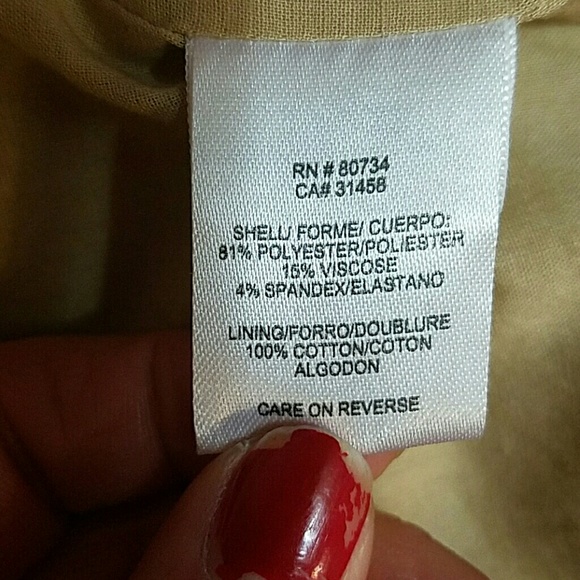 RN # 80734
CA# 31458
SHELL/ FORME/ CUERPO:
81% POLYESTER/POLIESTER
15% VISCOSE
4% SPANDEX/ELASTANO
LINING/FORRO/DOUBLURE
100% COTTON/COTON
ALGODON
CARE ON REVERSE